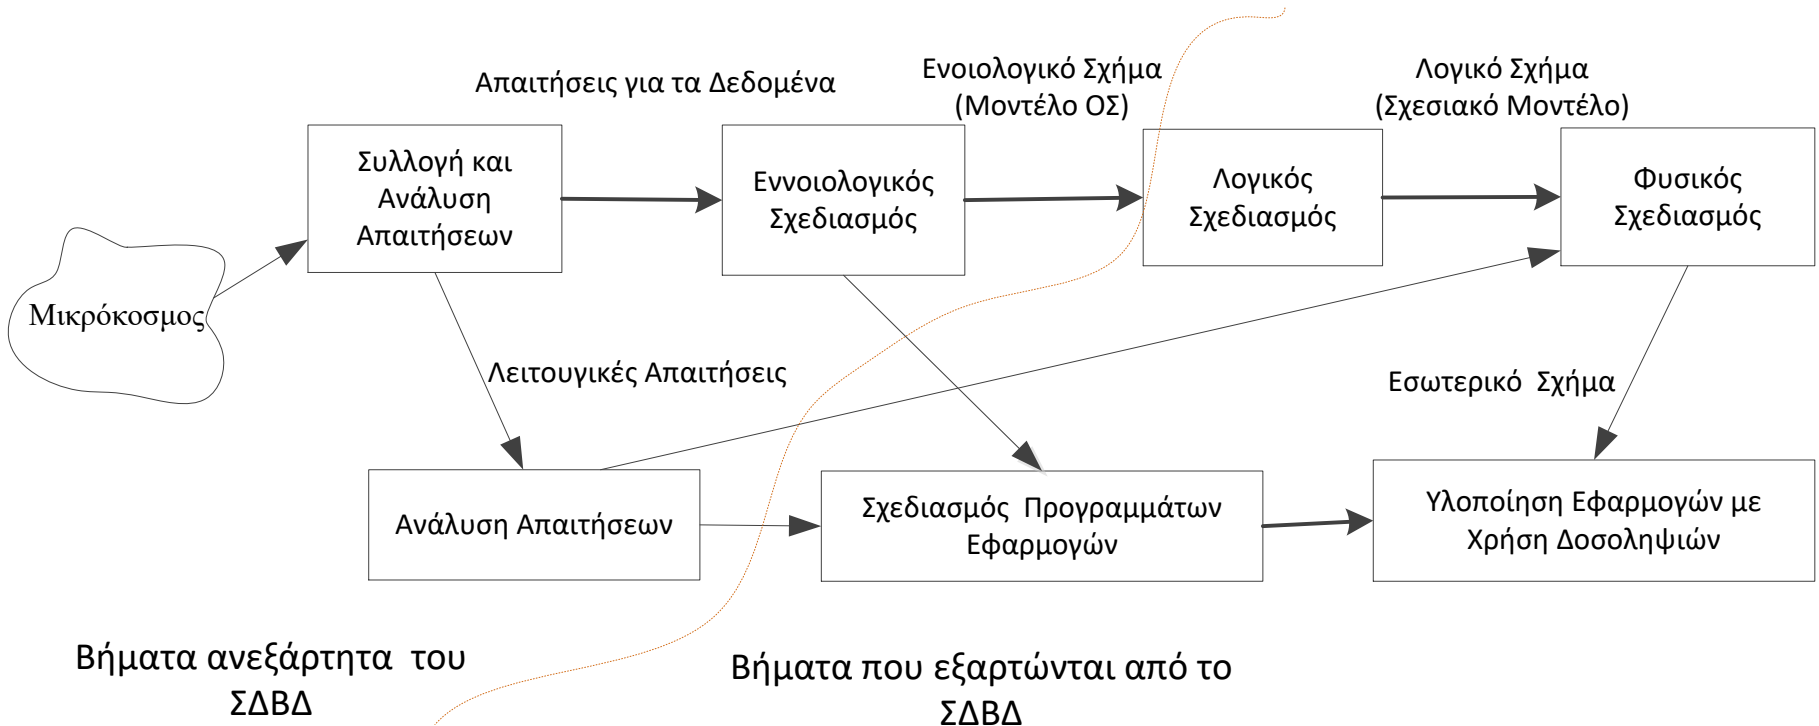 Απαιτήσεις για τα Δεδομένα
Ενοιολογικό Σχήμα
(Μοντέλο ΟΣ)
Λογικό Σχήμα
(Σχεσιακό Μοντέλο)
Συλλογή και
Ανάλυση
Απαιτήσεων
Εννοιολογικός
Σχεδιασμός
Λογικός
Σχεδιασμός
Φυσικός
Σχεδιασμός
Μικρόκοσμος
Λειτουγικές Απαιτήσεις
Εσωτερικό Σχήμα
Ανάλυση Απαιτήσεων
Σχεδιασμός Προγραμμάτων
Εφαρμογών
Υλοποίηση Εφαρμογών με
Χρήση Δοσοληψιών
Βήματα ανεξάρτητα του
ΣΔΒΔ
Βήματα που εξαρτώνται από το
ΣΔΒΔ